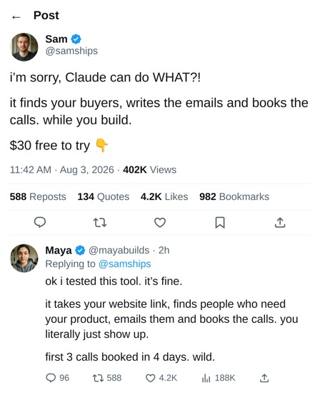 ← Post
Sam
@samships
i'm sorry, Claude can do WHAT?!
it finds your buyers, writes the emails and books the
calls. while you build.
$30 free to try 👇
11:42 AM · Aug 3, 2026 · 402K Views
588 Reposts 134 Quotes 4.2K Likes 982 Bookmarks
Maya @mayabuilds · 2h
Replying to @samships
ok i tested this tool. it's fine.
it takes your website link, finds people who need
your product, emails them and books the calls. you
literally just show up.
first 3 calls booked in 4 days. wild.
96 588 4.2K 188K